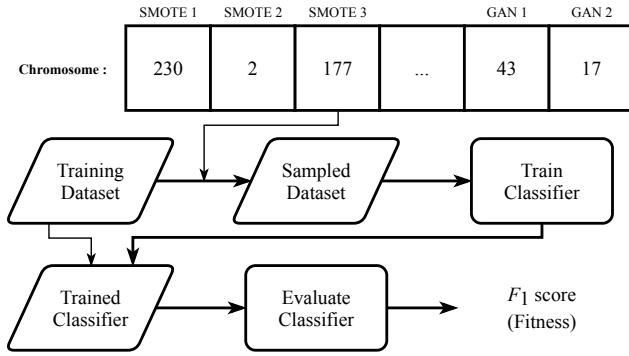 SMOTE 1 SMOTE 2 SMOTE 3 GAN 1 GAN 2
Chromosome : 230 2 177 ... 43 17
Training
Dataset
Sampled
Dataset
Train
Classifier
Trained
Classifier
Evaluate
Classifier
F1 score
(Fitness)